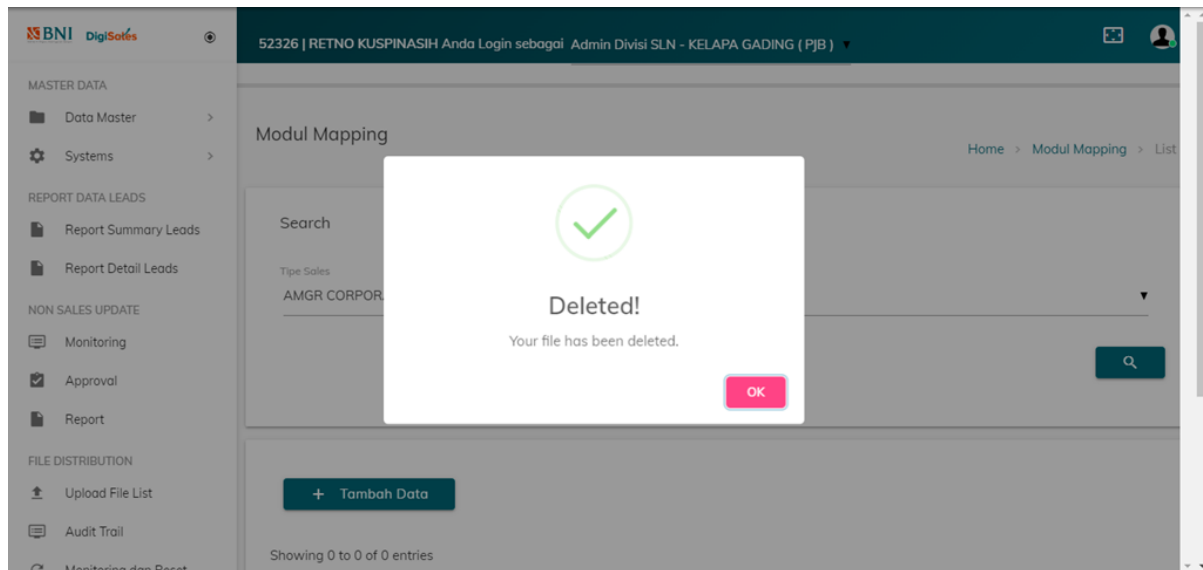 BNI DigiSales
52326 | RETNO KUSPINASIH Anda Login sebagai Admin Divisi SLN - KELAPA GADING ( PJB )
MASTER DATA
Data Master
Systems
REPORT DATA LEADS
Report Summary Leads
Report Detail Leads
NON SALES UPDATE
Monitoring
Approval
Report
FILE DISTRIBUTION
Upload File List
Audit Trail
Monitoring dan Reset
Modul Mapping
Home > Modul Mapping > List
Search
Tipe Sales
AMGR CORPOR
Deleted!
Your file has been deleted.
OK
+ Tambah Data
Showing 0 to 0 of 0 entries